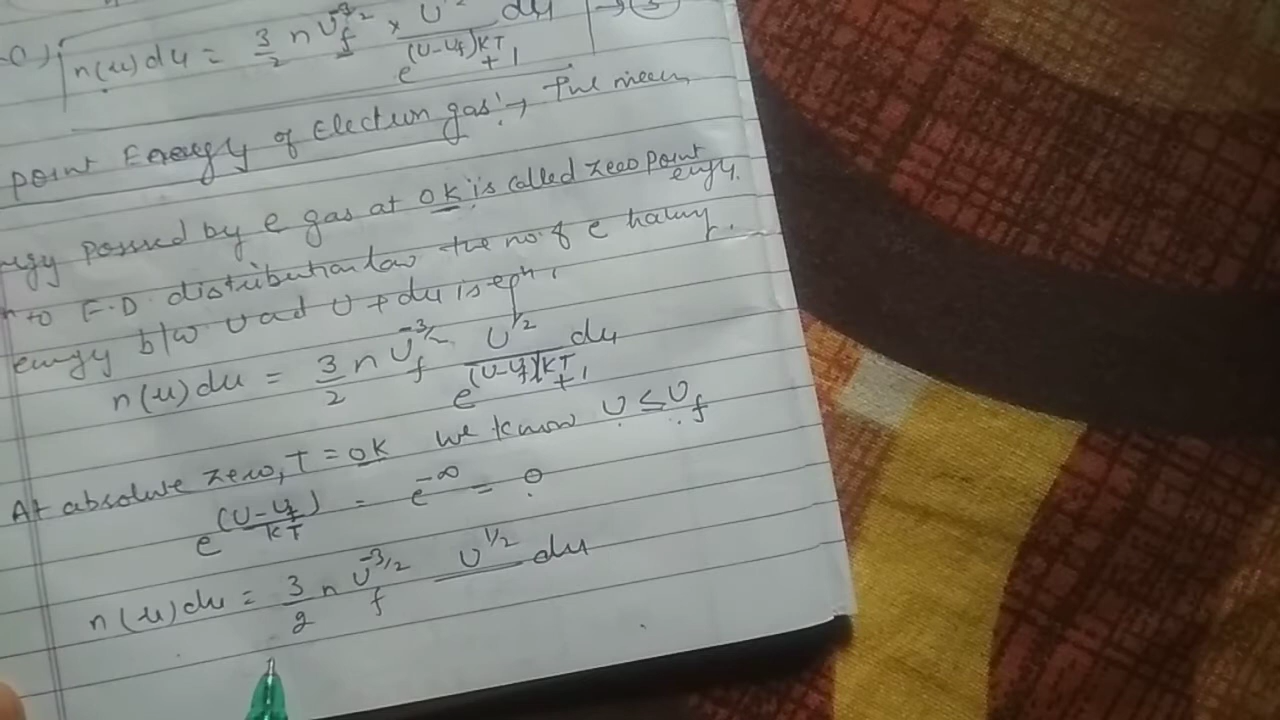 n(u)du = 3/2 n U_f^-3/2 × U^1/2 du / e^(U-U_f)/KT + 1
Point Energy of Electron gas:→ The mean
possed by e gas at 0K is called zero point energy.
to F.D. distribution law the no. of e having
energy b/w U and U + du is eqn.
n(u)du = 3/2 n U_f^-3/2 U^1/2 du / e^(U-U_f)/KT + 1
At absolute zero, T = 0K we know U ≤ U_f
e^(U-U_f/KT) = e^-∞ = 0
n(u)du = 3/2 n U_f^-3/2 U^1/2 du